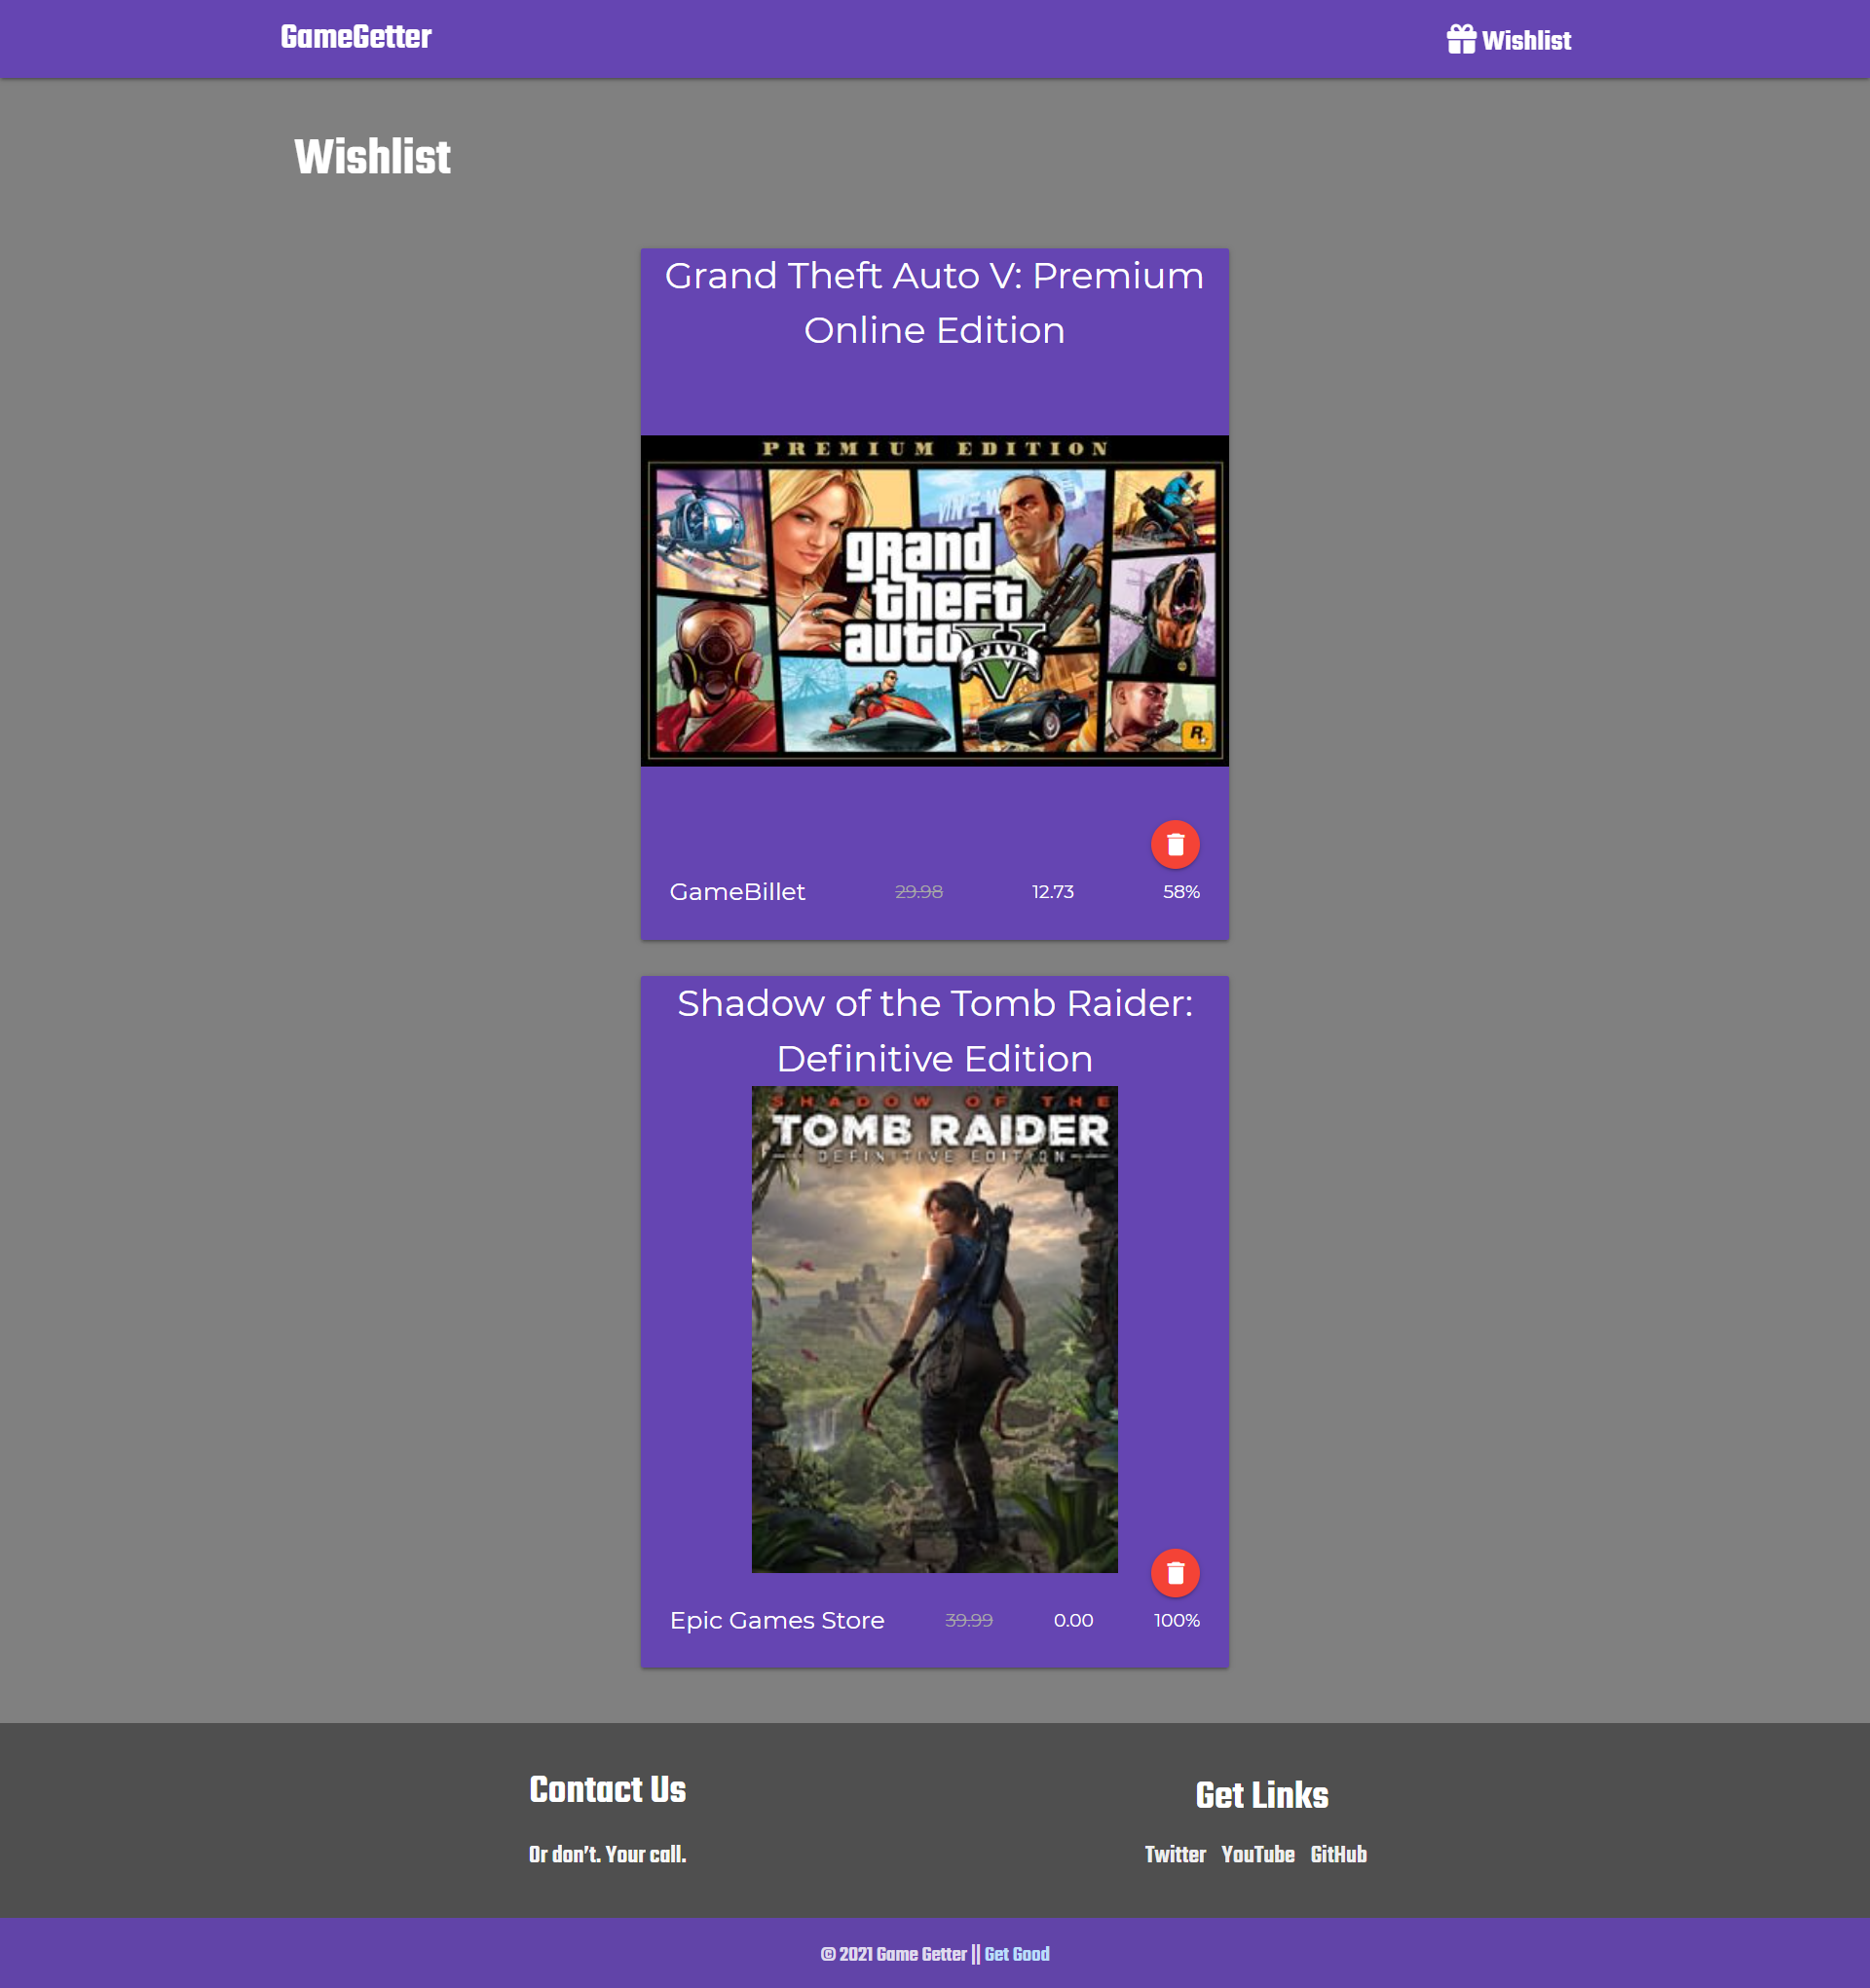 GameGetter
Wishlist
Wishlist
Grand Theft Auto V: Premium
Online Edition
PREMIUM EDITION
VINEWOOD
grand
theft
auto
FIVE
V
R
GameBillet 29.98 12.73 58%
Shadow of the Tomb Raider:
Definitive Edition
SHADOW OF THE
TOMB RAIDER
DEFINITIVE EDITION
Epic Games Store 39.99 0.00 100%
Contact Us
Get Links
Or don't. Your call.
Twitter YouTube GitHub
© 2021 Game Getter || Get Good